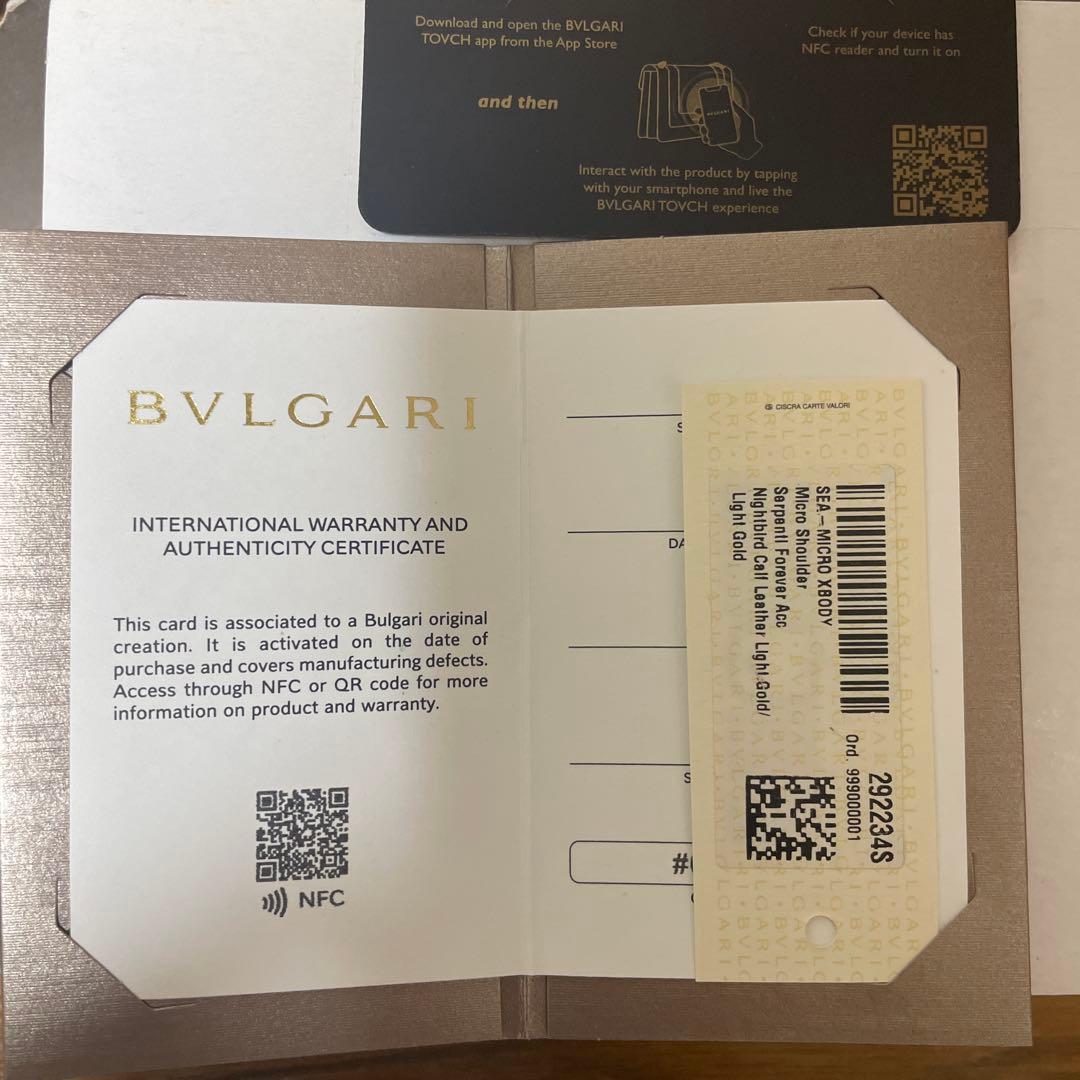 Download and open the BVLGARI
TOVCH app from the App Store
and then
Check if your device has
NFC reader and turn it on
BVLGARI
Interact with the product by tapping
with your smartphone and live the
BVLGARI TOVCH experience
BVLGARI
INTERNATIONAL WARRANTY AND
AUTHENTICITY CERTIFICATE
This card is associated to a Bulgari original
creation. It is activated on the date of
purchase and covers manufacturing defects.
Access through NFC or QR code for more
information on product and warranty.
NFC
CISCRA CARTE VALORI
SEA-MICRO XBODY
Micro Shoulder
Serpenti Forever Acc
Nightbird Calf Leather Light Gold/
Light Gold
Ord. 999000001
292234S